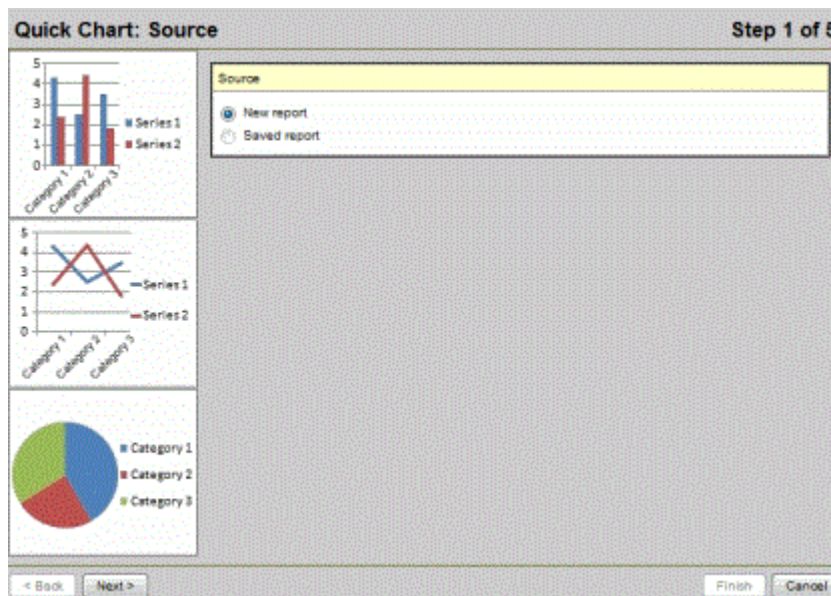 Quick Chart: Source
Step 1 of 5
5
4
3
2
1
0
Series 1
Series 2
Category 1
Category 2
Category 3
Source
New report
Saved report
5
4
3
2
1
0
Series 1
Series 2
Category 1
Category 2
Category 3
Category 1
Category 2
Category 3
< Back
Next >
Finish
Cancel